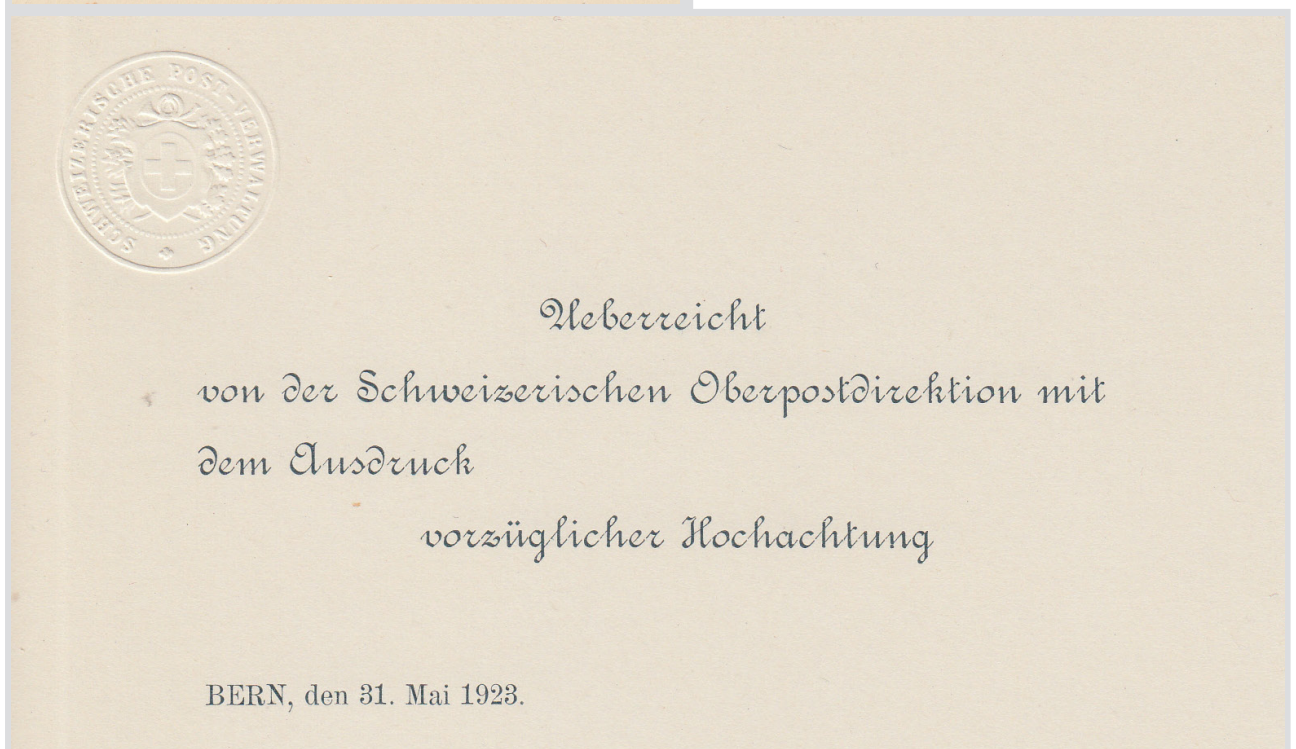 SCHWEIZERISCHE POST-VERWALTUNG
Ueberreicht
von der Schweizerischen Oberpostdirektion mit
dem Ausdruck
vorzüglicher Hochachtung
BERN, den 31. Mai 1923.